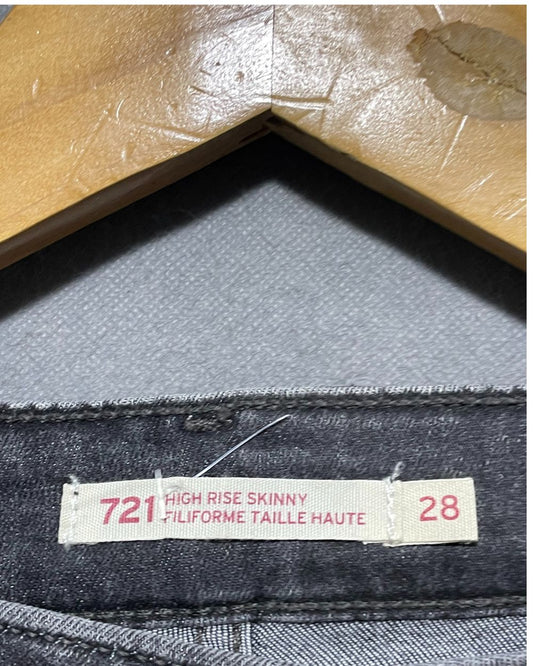 721
HIGH RISE SKINNY
FILIFORME TAILLE HAUTE
28